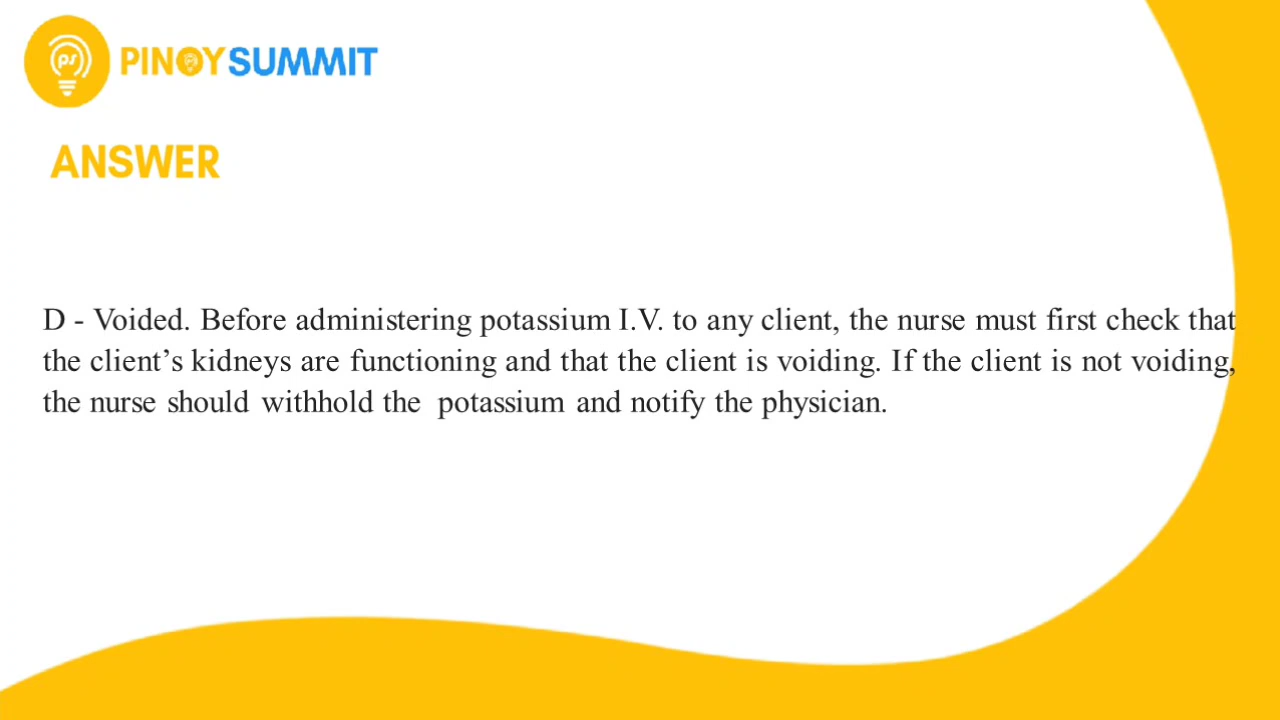 PINOYSUMMIT
ANSWER
D - Voided. Before administering potassium I.V. to any client, the nurse must first check that
the client’s kidneys are functioning and that the client is voiding. If the client is not voiding,
the nurse should withhold the potassium and notify the physician.